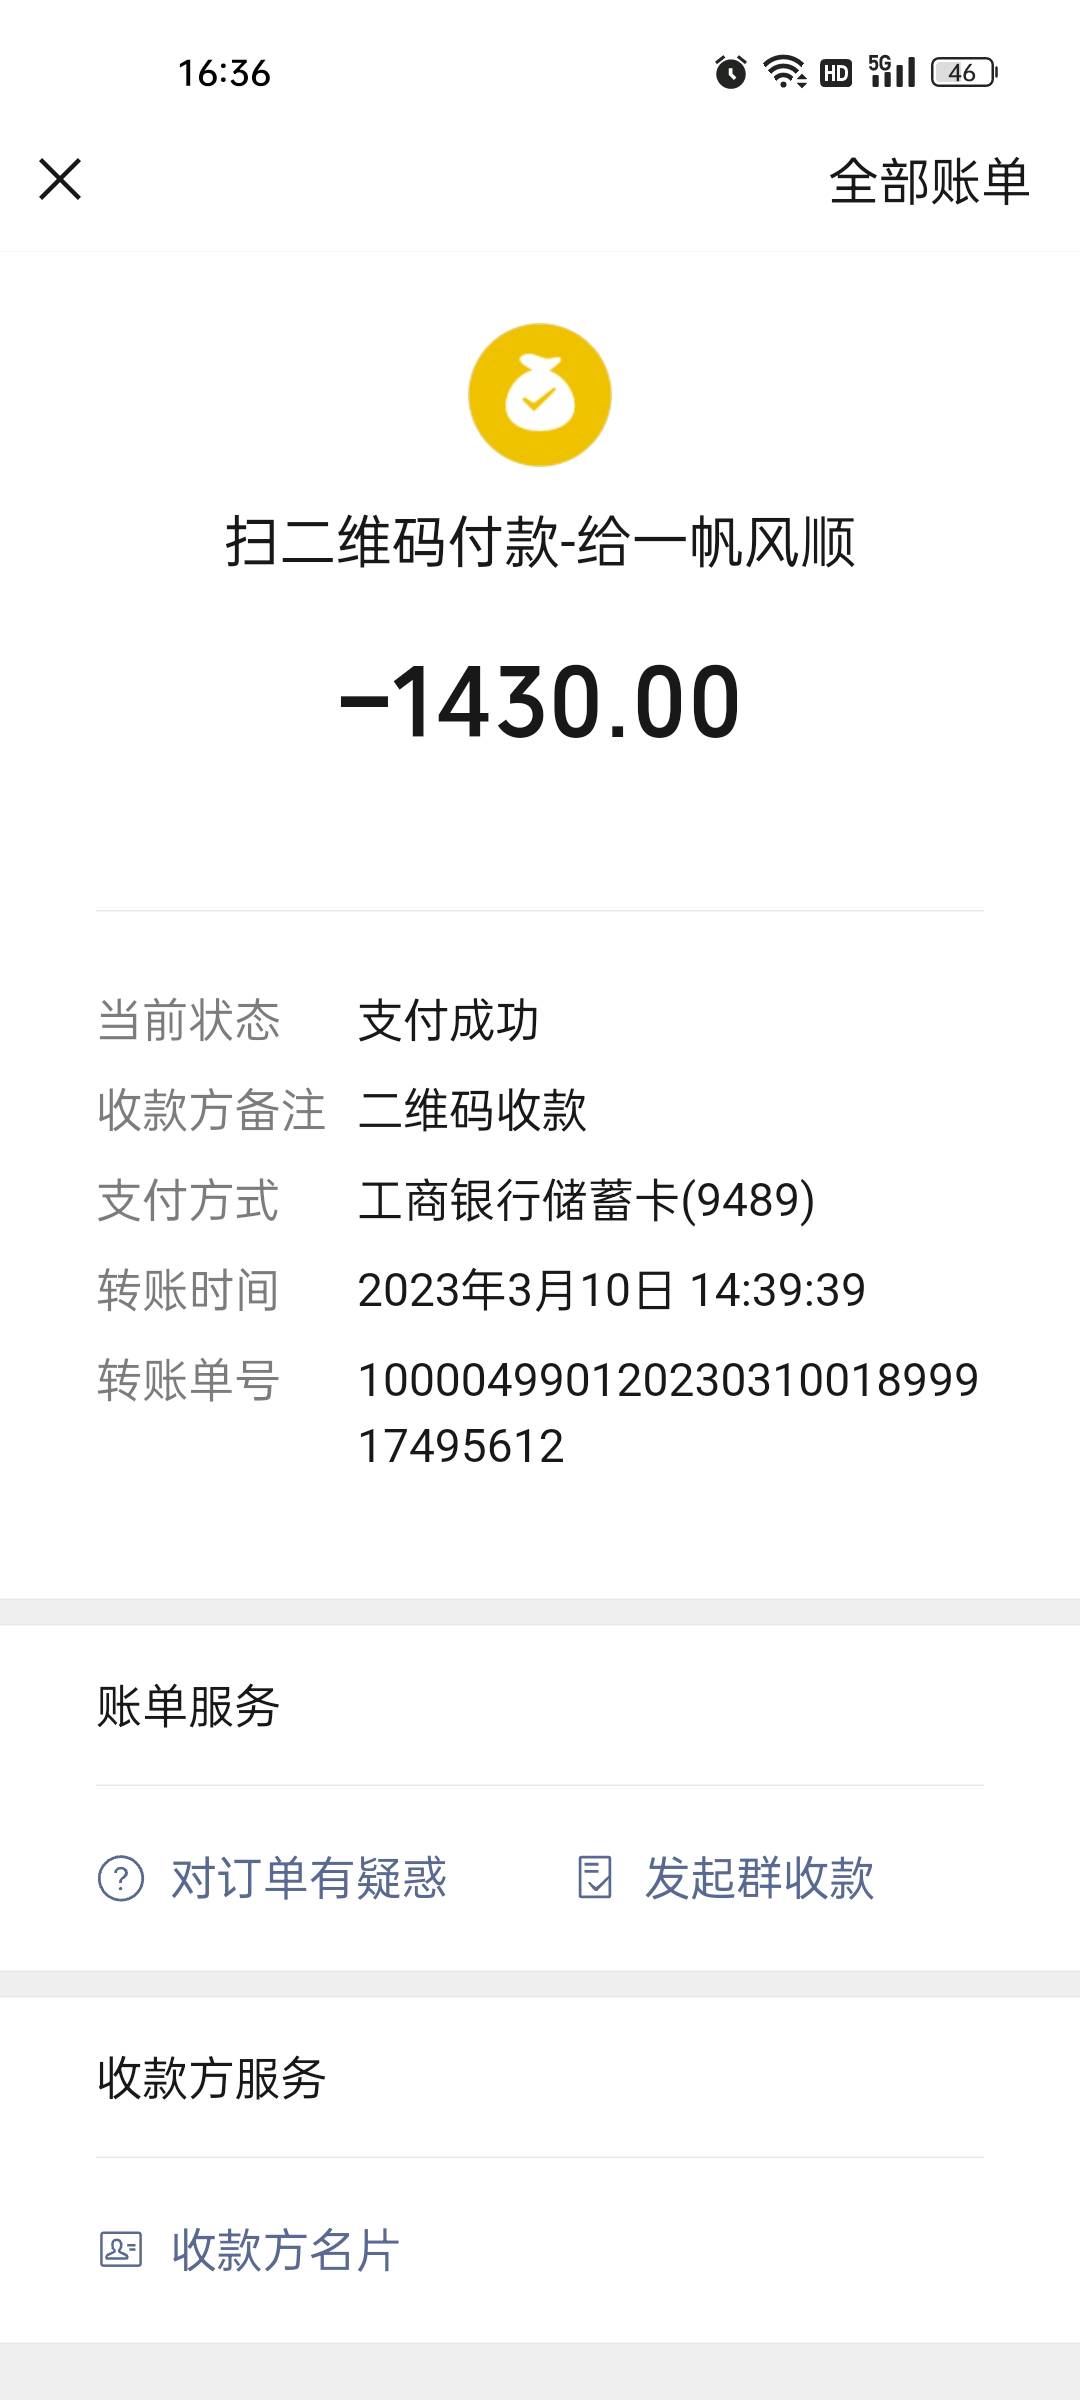 16:36
HD 5G 46
全部账单
扫二维码付款-给一帆风顺
-1430.00
当前状态 支付成功
收款方备注 二维码收款
支付方式 工商银行储蓄卡(9489)
转账时间 2023年3月10日 14:39:39
转账单号 100004990120230310018999
17495612
账单服务
对订单有疑惑 发起群收款
收款方服务
收款方名片